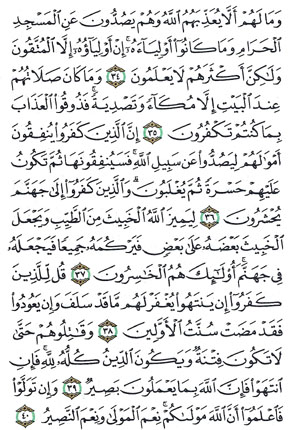 وَمَا لَهُمْ أَلَّا يُعَذِّبَهُمُ ٱللَّهُ وَهُمْ يَصُدُّونَ عَنِ ٱلْمَسْجِدِ
ٱلْحَرَامِ وَمَا كَانُوٓا۟ أَوْلِيَآءَهُۥٓ ۚ إِنْ أَوْلِيَآؤُهُۥٓ إِلَّا ٱلْمُتَّقُونَ
وَلَٰكِنَّ أَكْثَرَهُمْ لَا يَعْلَمُونَ ٣٤ وَمَا كَانَ صَلَاتُهُمْ
عِندَ ٱلْبَيْتِ إِلَّا مُكَآءً وَتَصْدِيَةً ۚ فَذُوقُوا۟ ٱلْعَذَابَ
بِمَا كُنتُمْ تَكْفُرُونَ ٣٥ إِنَّ ٱلَّذِينَ كَفَرُوا۟ يُنفِقُونَ
أَمْوَٰلَهُمْ لِيَصُدُّوا۟ عَن سَبِيلِ ٱللَّهِ ۚ فَسَيُنفِقُونَهَا ثُمَّ تَكُونُ
عَلَيْهِمْ حَسْرَةً ثُمَّ يُغْلَبُونَ ۗ وَٱلَّذِينَ كَفَرُوٓا۟ إِلَىٰ جَهَنَّمَ
يُحْشَرُونَ ٣٦ لِيَمِيزَ ٱللَّهُ ٱلْخَبِيثَ مِنَ ٱلطَّيِّبِ وَيَجْعَلَ
ٱلْخَبِيثَ بَعْضَهُۥ عَلَىٰ بَعْضٍ فَيَرْكُمَهُۥ جَمِيعًا فَيَجْعَلَهُۥ
فِى جَهَنَّمَ ۚ أُو۟لَٰٓئِكَ هُمُ ٱلْخَٰسِرُونَ ٣٧ قُل لِّلَّذِينَ
كَفَرُوٓا۟ إِن يَنتَهُوا۟ يُغْفَرْ لَهُم مَّا قَدْ سَلَفَ وَإِن يَعُودُوا۟
فَقَدْ مَضَتْ سُنَّتُ ٱلْأَوَّلِينَ ٣٨ وَقَٰتِلُوهُمْ حَتَّىٰ
لَا تَكُونَ فِتْنَةٌ وَيَكُونَ ٱلدِّينُ كُلُّهُۥ لِلَّهِ ۚ فَإِنِ
ٱنتَهَوْا۟ فَإِنَّ ٱللَّهَ بِمَا يَعْمَلُونَ بَصِيرٌ ٣٩ وَإِن تَوَلَّوْا۟
فَٱعْلَمُوٓا۟ أَنَّ ٱللَّهَ مَوْلَىٰكُمْ ۚ نِعْمَ ٱلْمَوْلَىٰ وَنِعْمَ ٱلنَّصِيرُ ٤٠